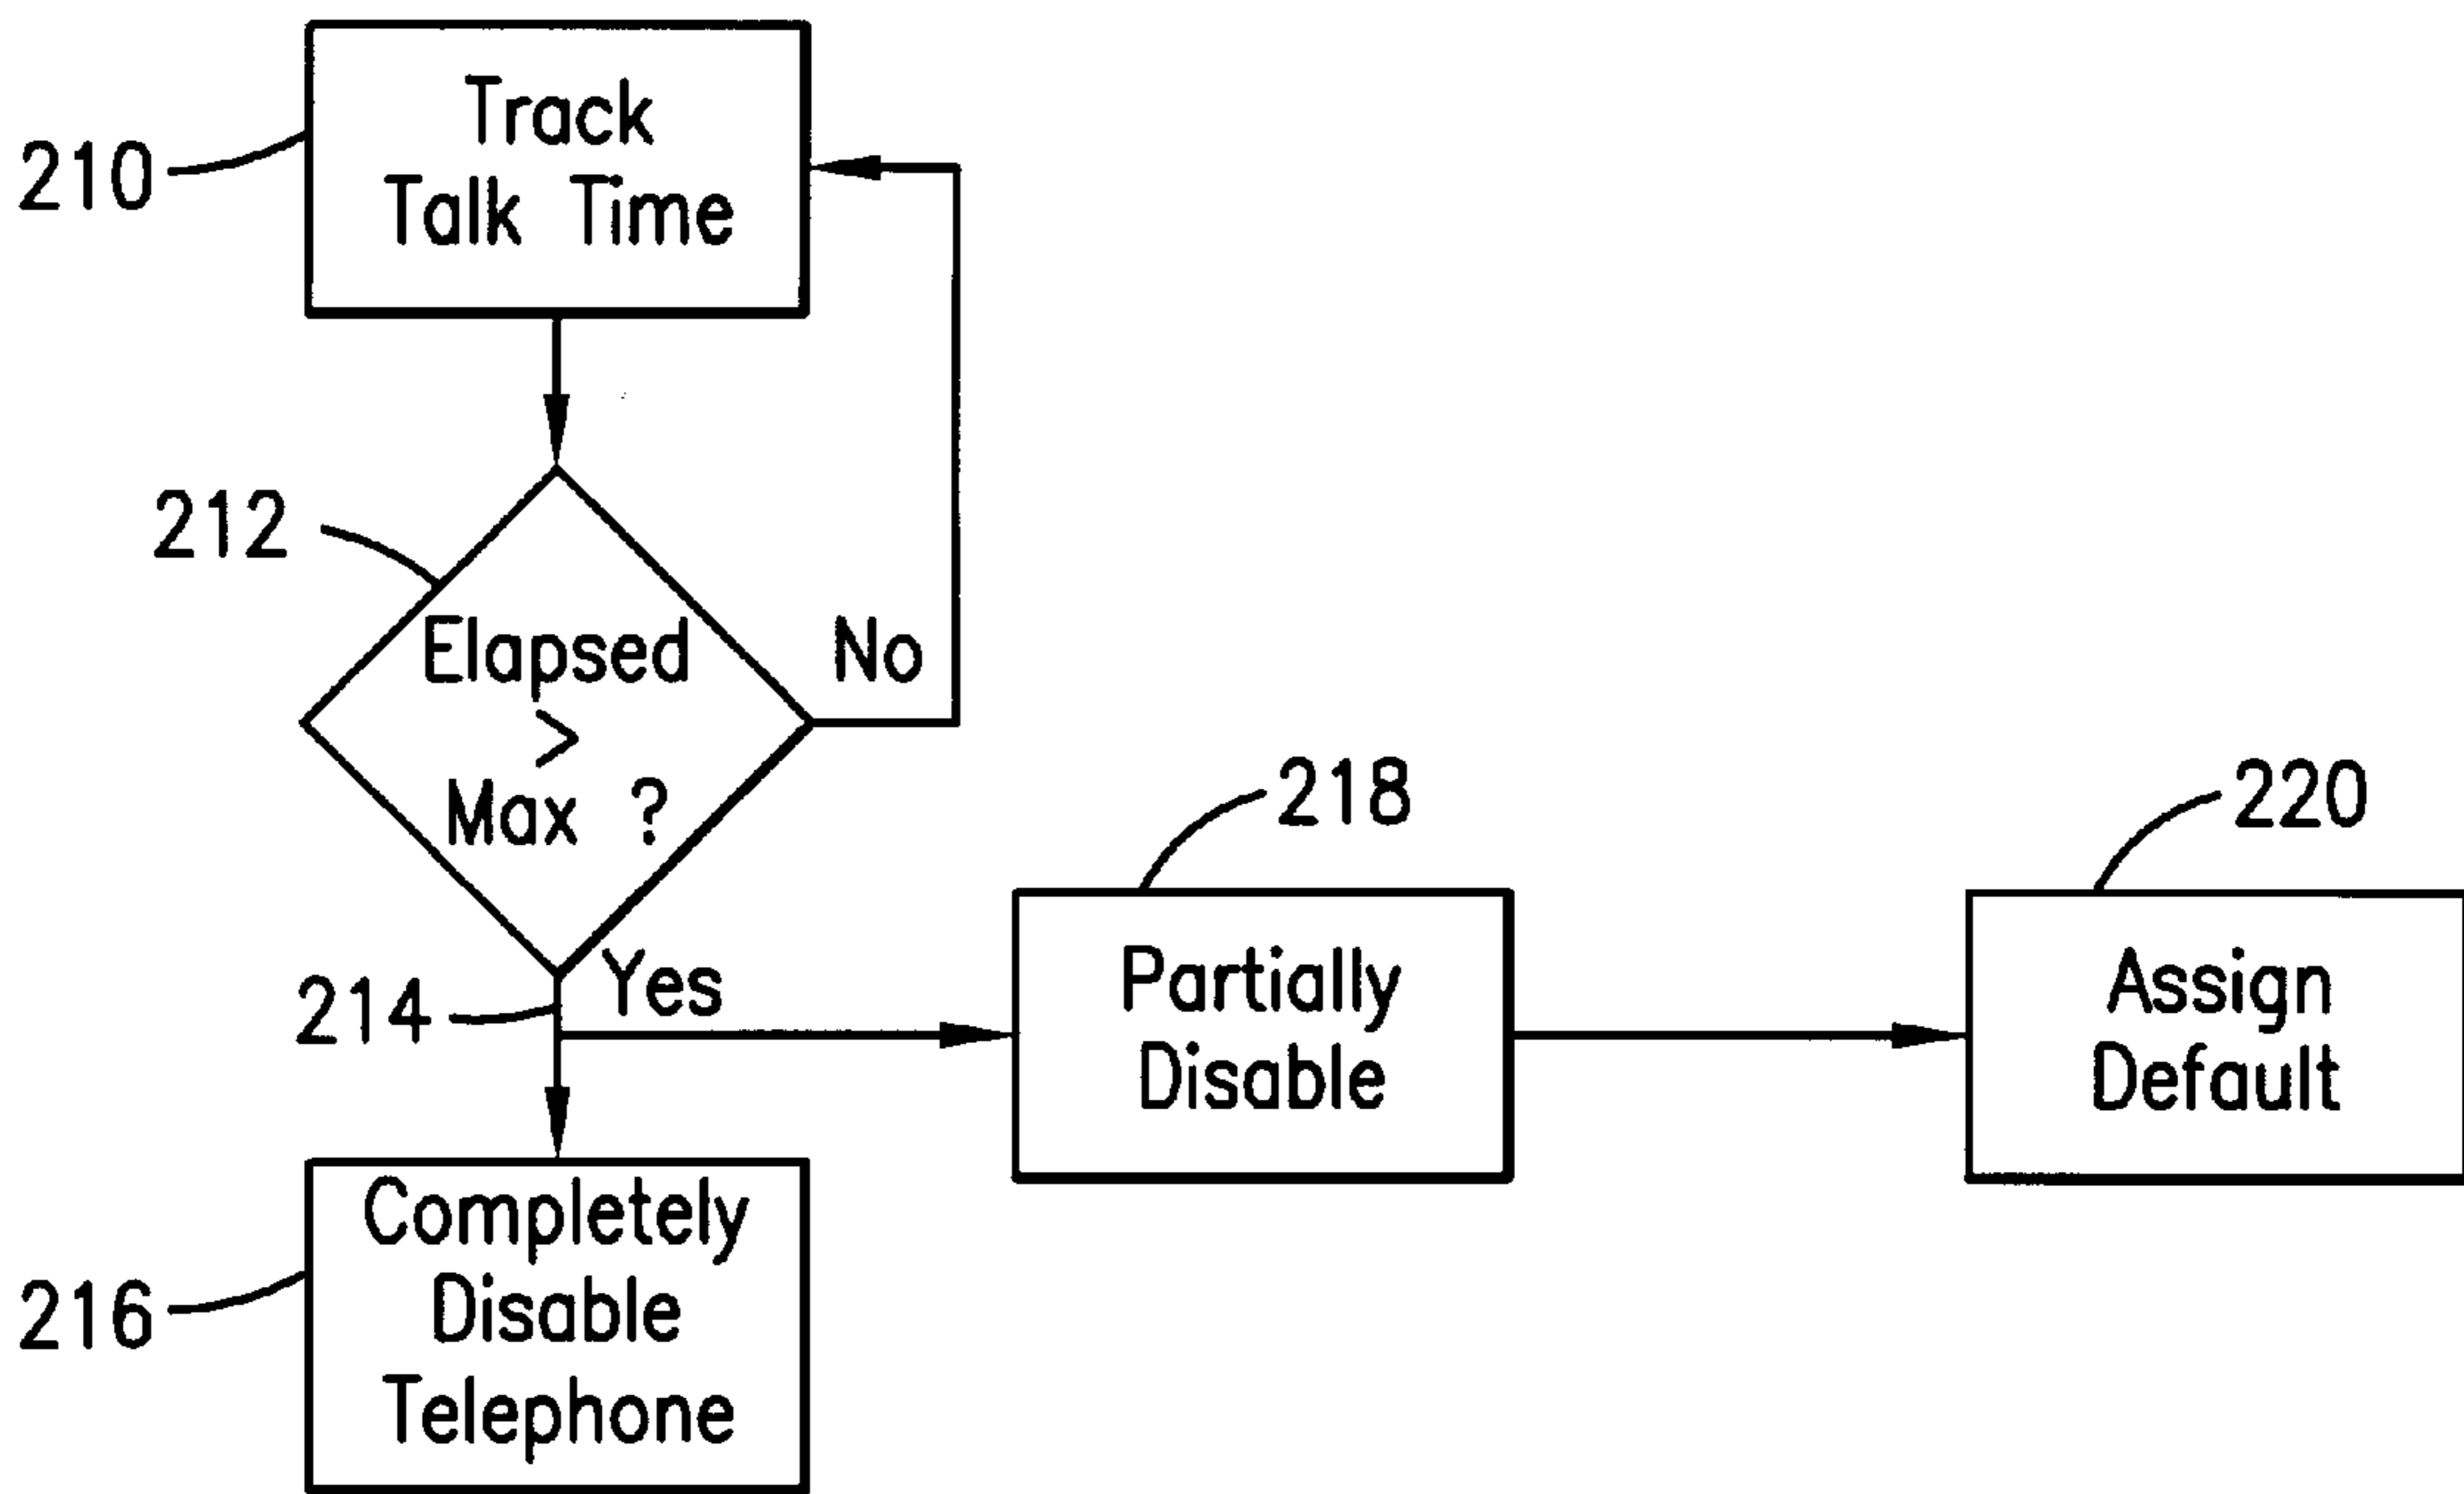 210
Track
Talk Time
212
Elapsed
>
Max ?
No
214
Yes
218
Partially
Disable
220
Assign
Default
216
Completely
Disable
Telephone